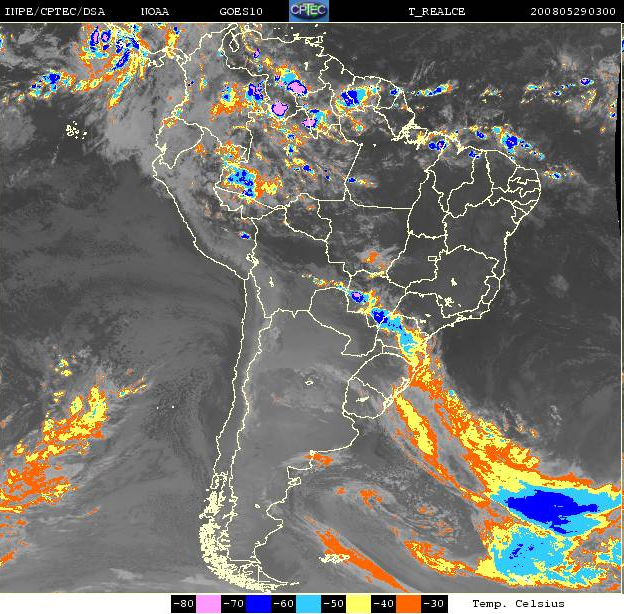 INPE/CPTEC/DSA NOAA GOES10 CPTEC T_REALCE 200805290300
-80 -70 -60 -50 -40 -30 Temp. Celsius